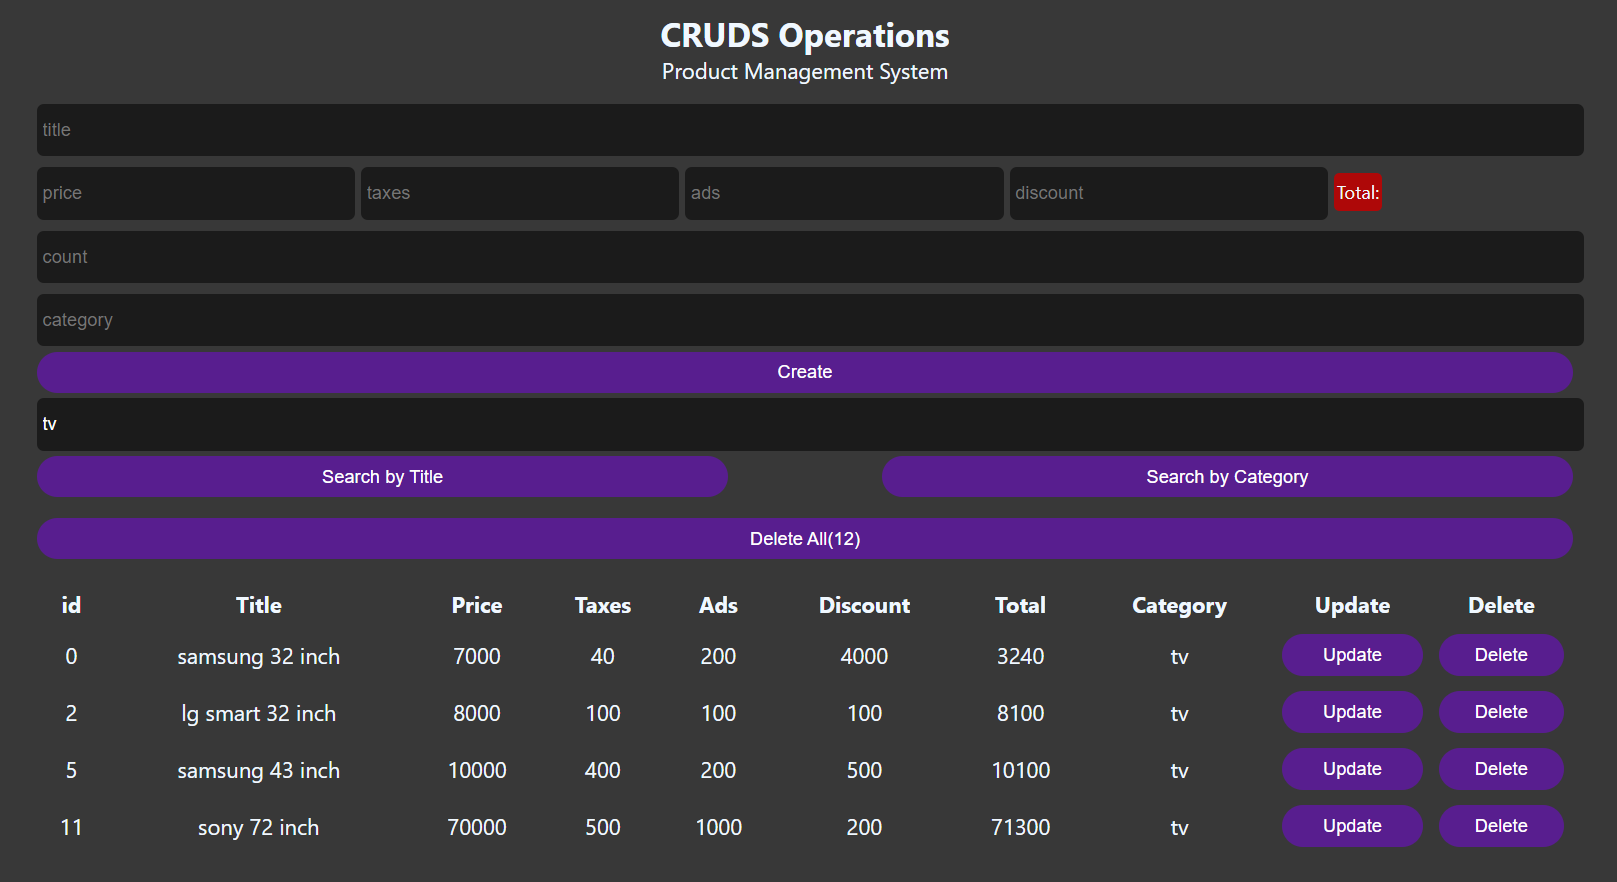 CRUDS Operations
Product Management System
title
price taxes ads discount Total:
count
category
Create
tv
Search by Title Search by Category
Delete All(12)
id Title Price Taxes Ads Discount Total Category Update Delete
0 samsung 32 inch 7000 40 200 4000 3240 tv Update Delete
2 lg smart 32 inch 8000 100 100 100 8100 tv Update Delete
5 samsung 43 inch 10000 400 200 500 10100 tv Update Delete
11 sony 72 inch 70000 500 1000 200 71300 tv Update Delete